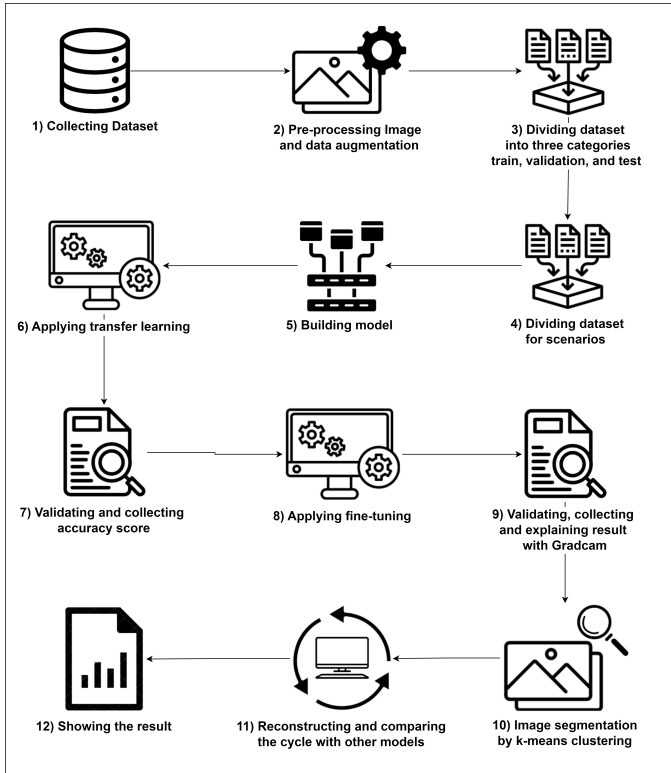 1) Collecting Dataset
2) Pre-processing Image
and data augmentation
3) Dividing dataset
into three categories
train, validation, and test
6) Applying transfer learning
5) Building model
4) Dividing dataset
for scenarios
7) Validating and collecting
accuracy score
8) Applying fine-tuning
9) Validating, collecting
and explaining result
with Gradcam
12) Showing the result
11) Reconstructing and comparing
the cycle with other models
10) Image segmentation
by k-means clustering